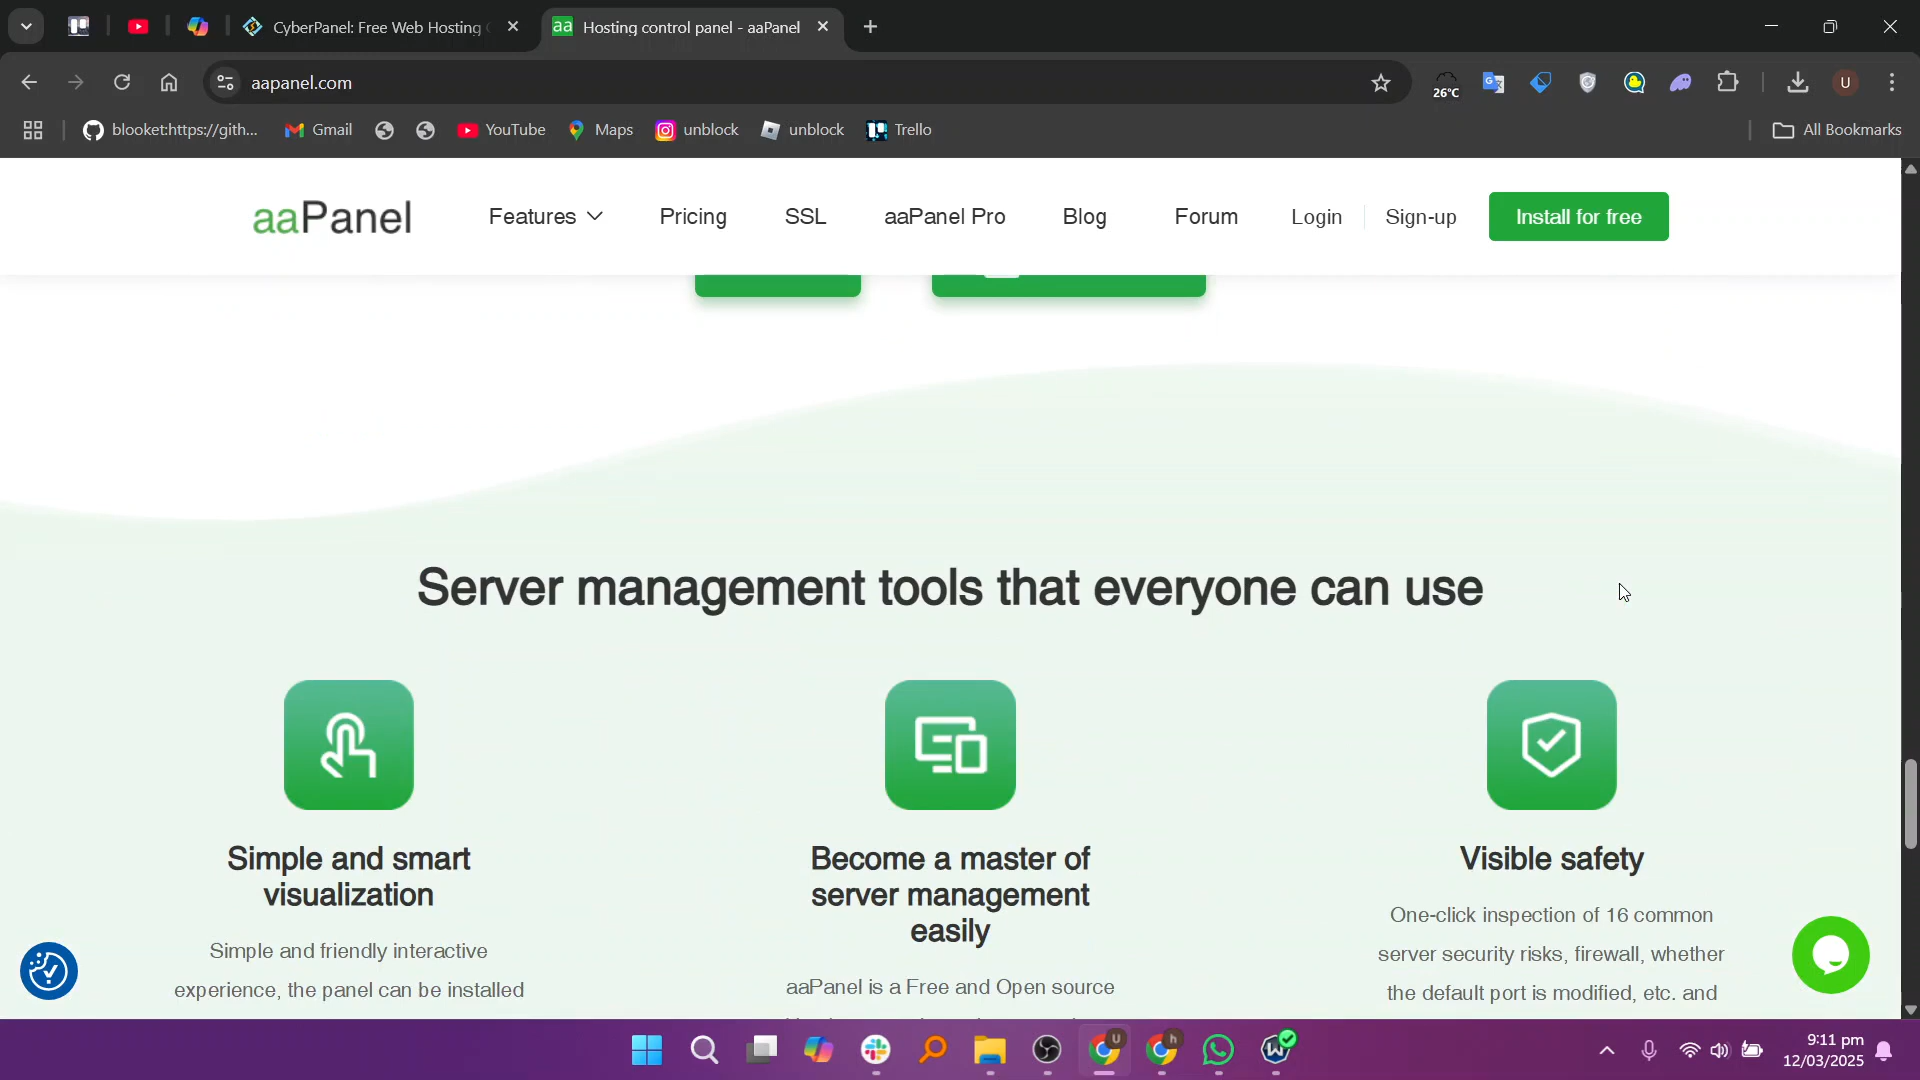 CyberPanel: Free Web Hosting
aa Hosting control panel - aaPanel
aapanel.com
26°C
U
blooket:https://gith...
Gmail
YouTube
Maps
unblock
unblock
Trello
All Bookmarks
aaPanel
Features
Pricing
SSL
aaPanel Pro
Blog
Forum
Login
Sign-up
Install for free
Server management tools that everyone can use
Simple and smart
visualization
Simple and friendly interactive
experience, the panel can be installed
Become a master of
server management
easily
aaPanel is a Free and Open source
Visible safety
One-click inspection of 16 common
server security risks, firewall, whether
the default port is modified, etc. and
U
h
9:11 pm
12/03/2025